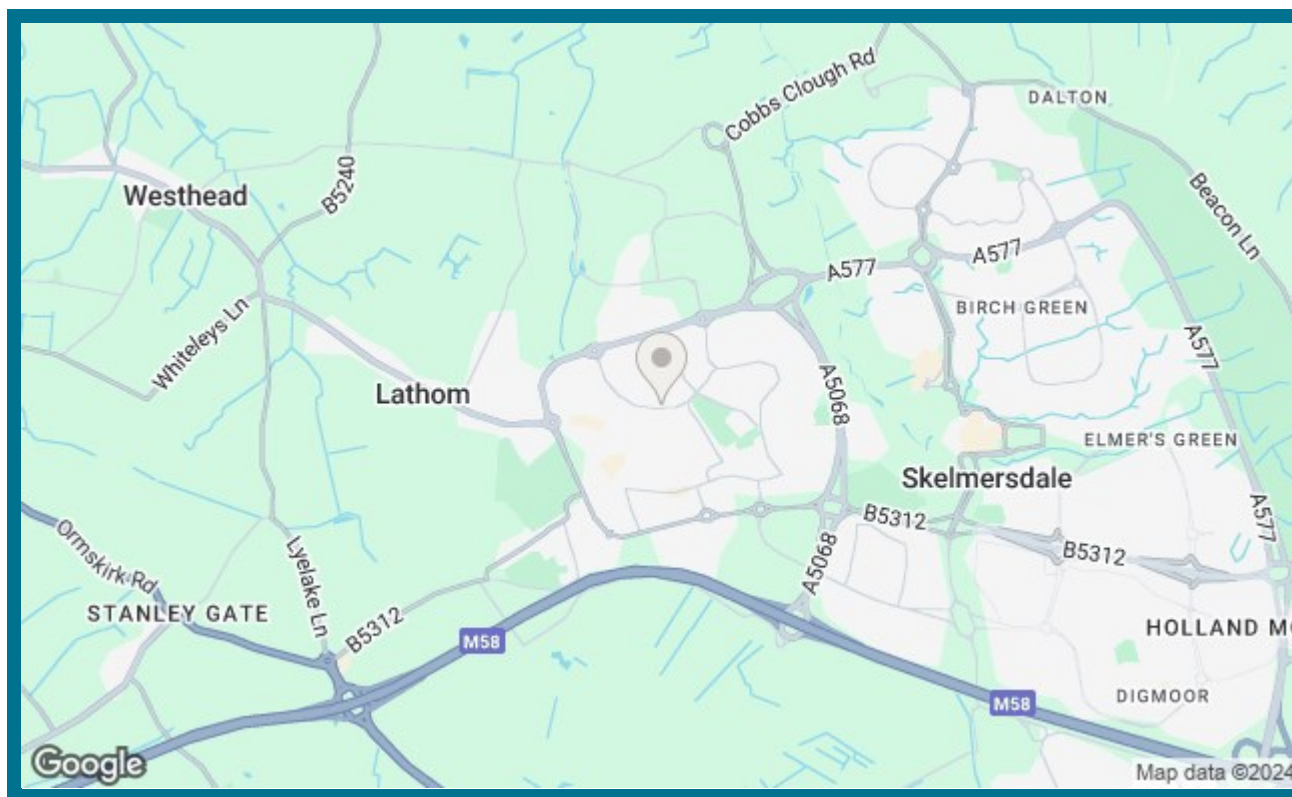 Cobbs Clough Rd
DALTON
Westhead
B5240
Beacon Ln
A577
A577
BIRCH GREEN
Whiteleys Ln
A577
Lathom
A5068
ELMER'S GREEN
Skelmersdale
A577
B5312
B5312
Ormskirk Rd
Lyelake Ln
A5068
STANLEY GATE
B5312
M58
HOLLAND MO
DIGMOOR
M58
Google
Map data ©2024